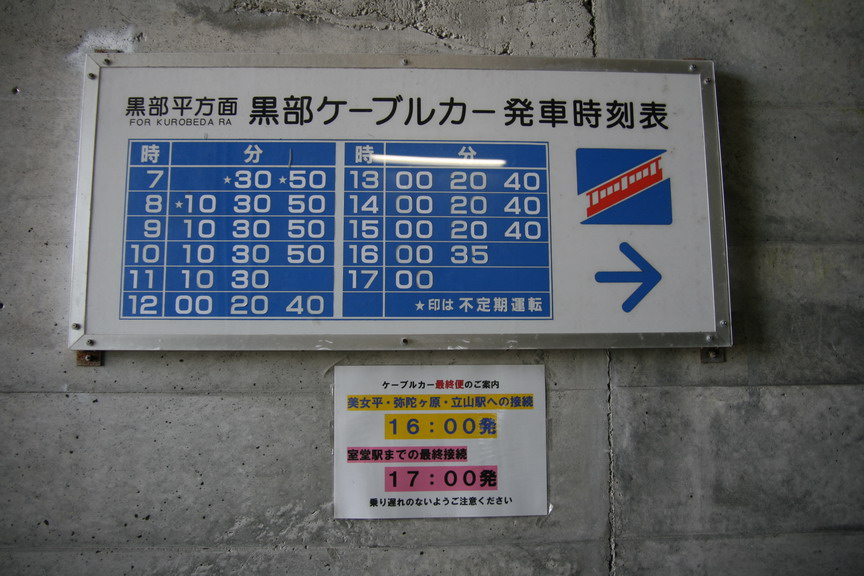 黒部平方面 黒部ケーブルカー発車時刻表
FOR KUROBEDAIRA
時 分
7 ★30 ★50
8 ★10 30 50
9 10 30 50
10 10 30 50
11 10 30
12 00 20 40
時 分
13 00 20 40
14 00 20 40
15 00 20 40
16 00 35
17 00
★印は不定期運転
ケーブルカー最終便のご案内
美女平・弥陀ヶ原・立山駅への接続
16:00発
室堂駅までの最終接続
17:00発
乗り遅れのないようご注意ください